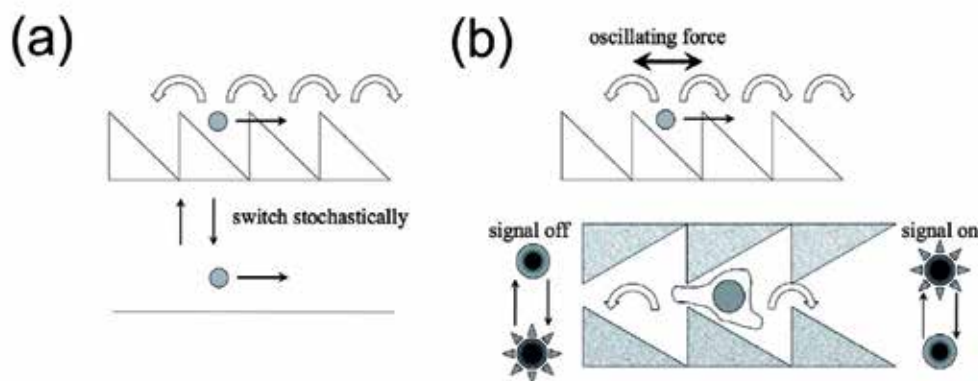 (a)
(b)
oscillating force
switch stochastically
signal off
signal on